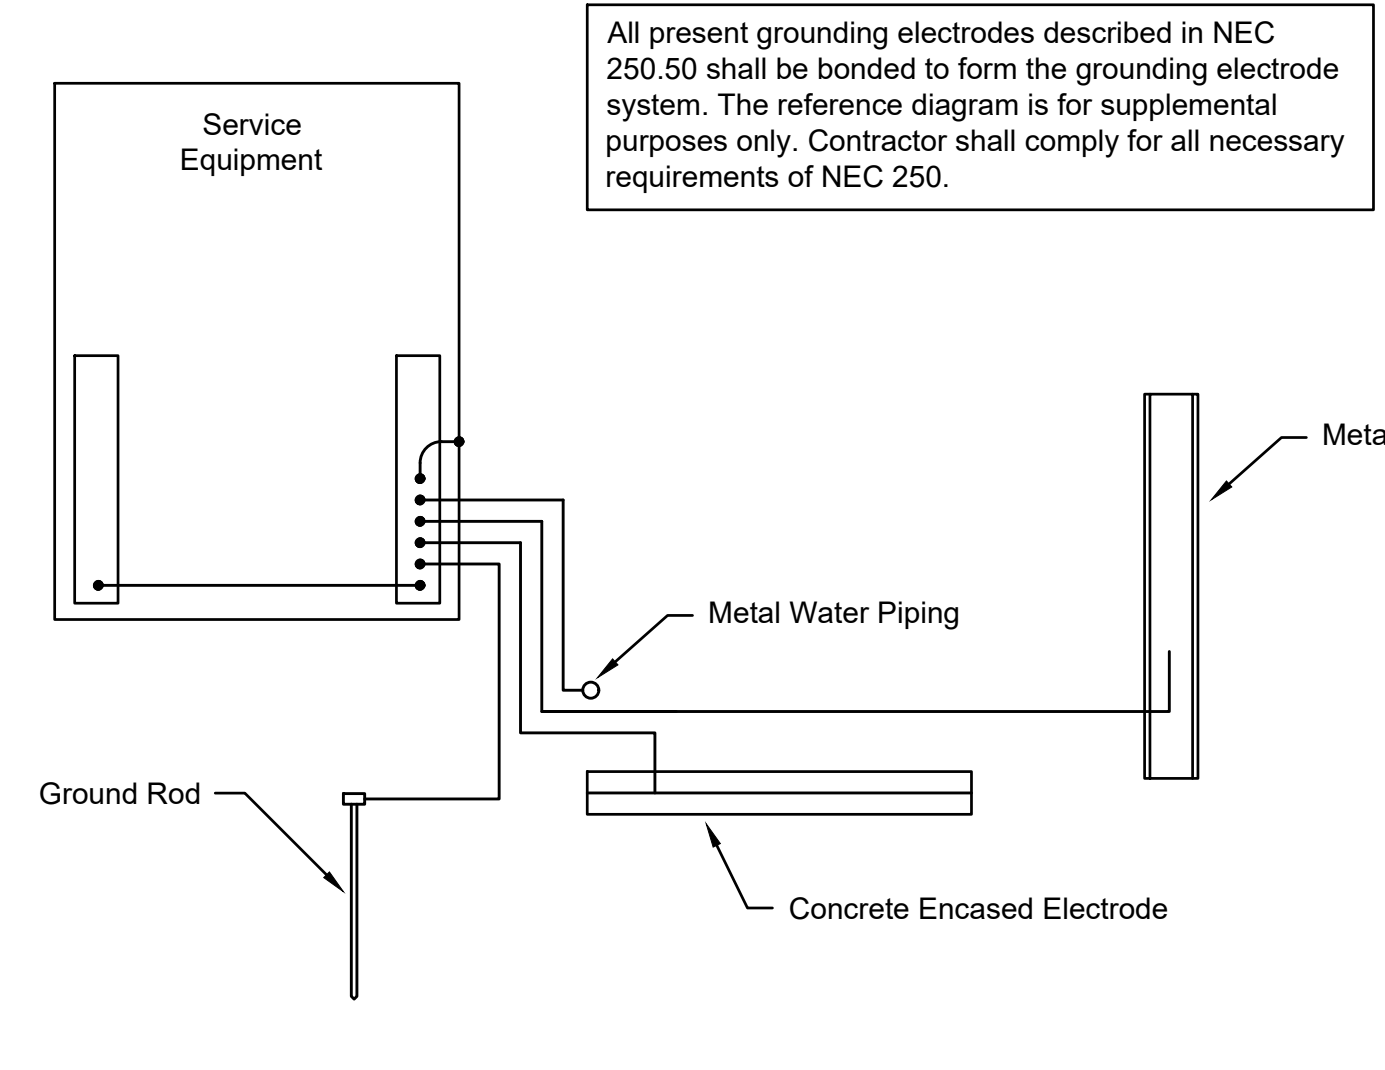 All present grounding electrodes described in NEC
250.50 shall be bonded to form the grounding electrode
system. The reference diagram is for supplemental
purposes only. Contractor shall comply for all necessary
requirements of NEC 250.
Service
Equipment
Meta
Metal Water Piping
Ground Rod
Concrete Encased Electrode